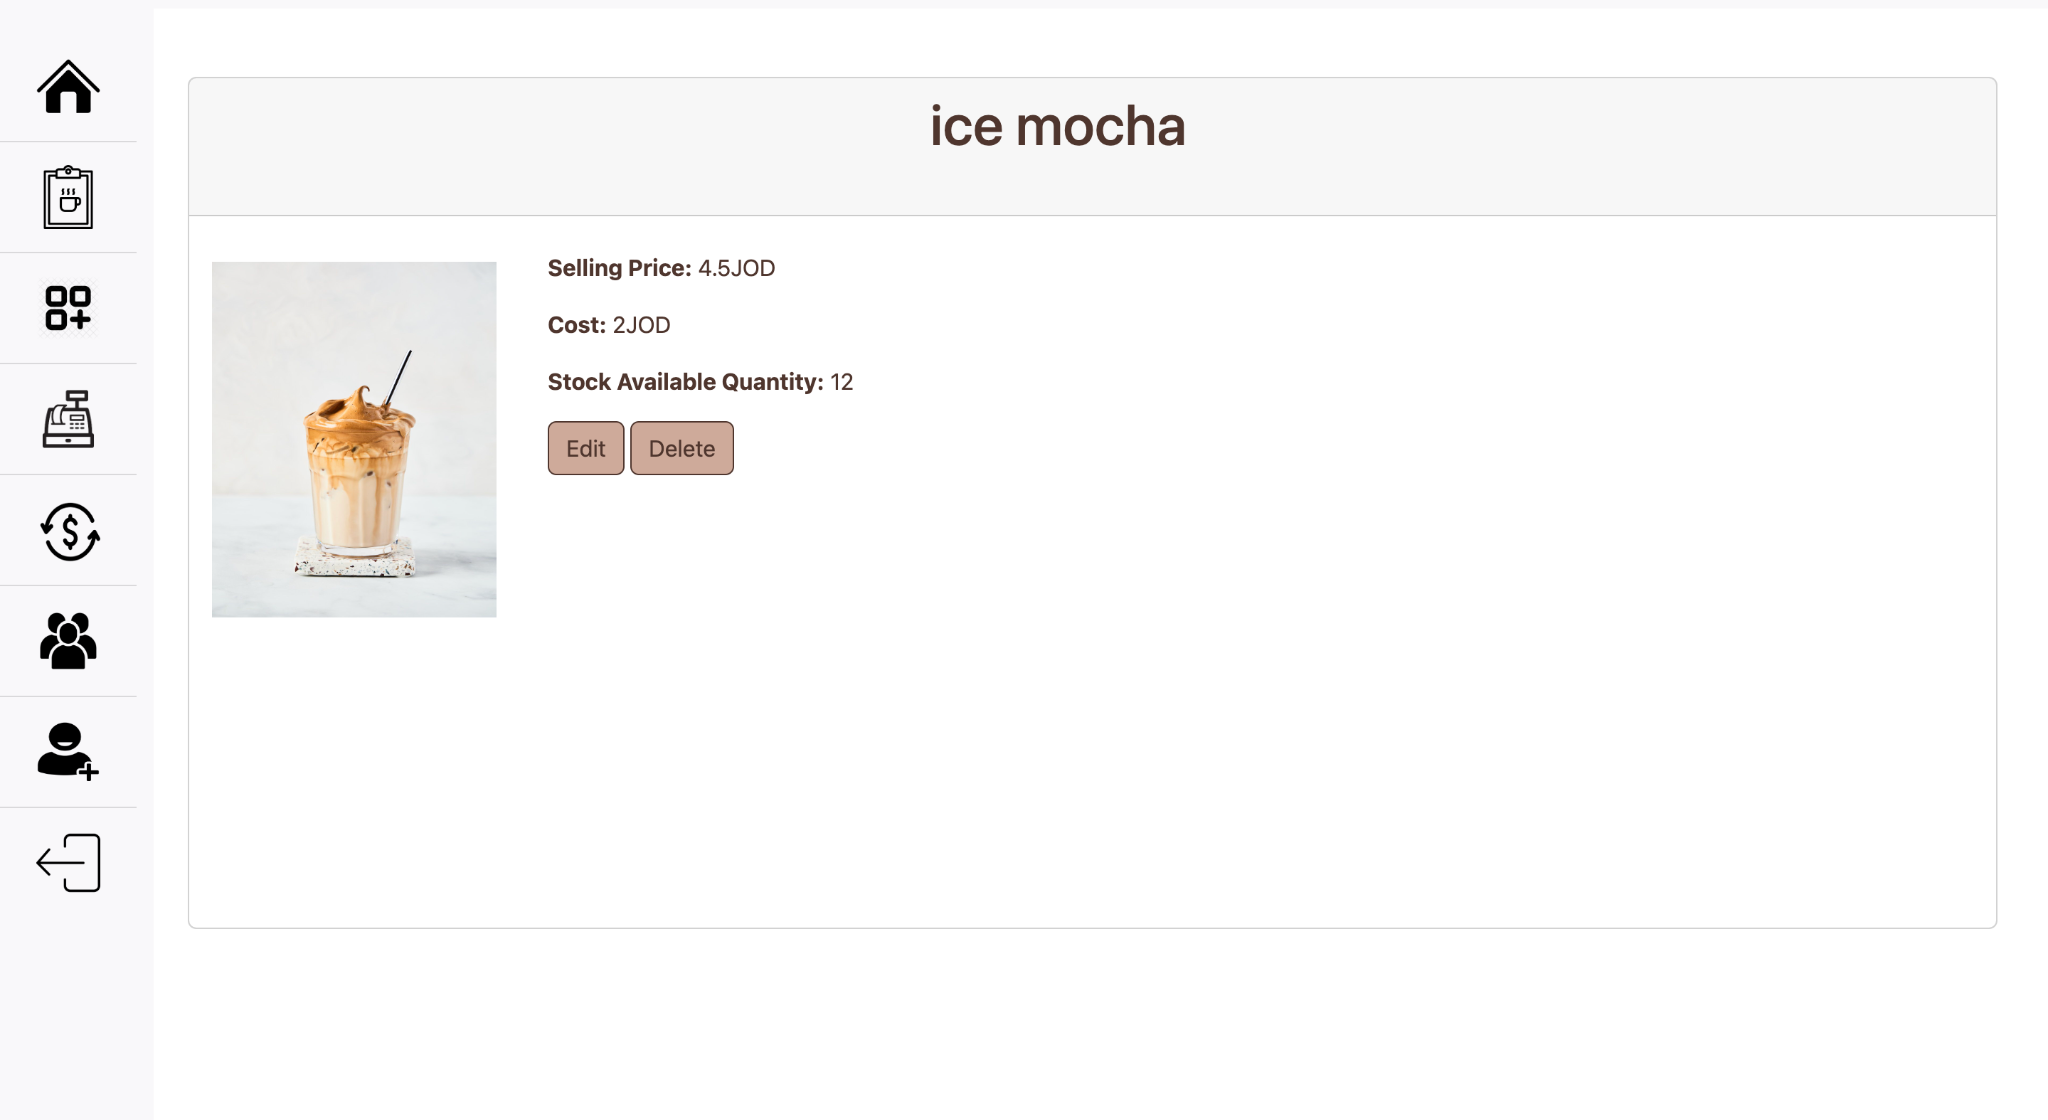 ice mocha
Selling Price: 4.5JOD
Cost: 2JOD
Stock Available Quantity: 12
Edit Delete